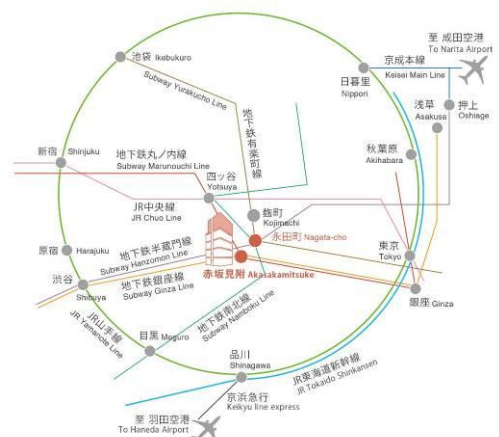 至 成田空港
To Narita Airport
京成本線
Keisei Main Line
池袋 Ikebukuro
日暮里
Nippori
浅草
Asakusa
押上
Oshiage
地下鉄有楽町線
Subway Yurakucho Line
秋葉原
Akihabara
新宿 Shinjuku
地下鉄丸ノ内線
Subway Marunouchi Line
四ッ谷
Yotsuya
JR中央線
JR Chuo Line
麹町
Kojimachi
永田町 Nagata-cho
原宿 Harajuku
地下鉄半蔵門線
Subway Hanzomon Line
東京
Tokyo
赤坂見附 Akasakamitsuke
渋谷
Shibuya
地下鉄銀座線
Subway Ginza Line
銀座 Ginza
地下鉄南北線
Subway Namboku Line
JR山手線
JR Yamanote Line
目黒 Meguro
品川
Shinagawa
JR東海道新幹線
JR Tokaido Shinkansen
京浜急行
Keikyu line express
至 羽田空港
To Haneda Airport